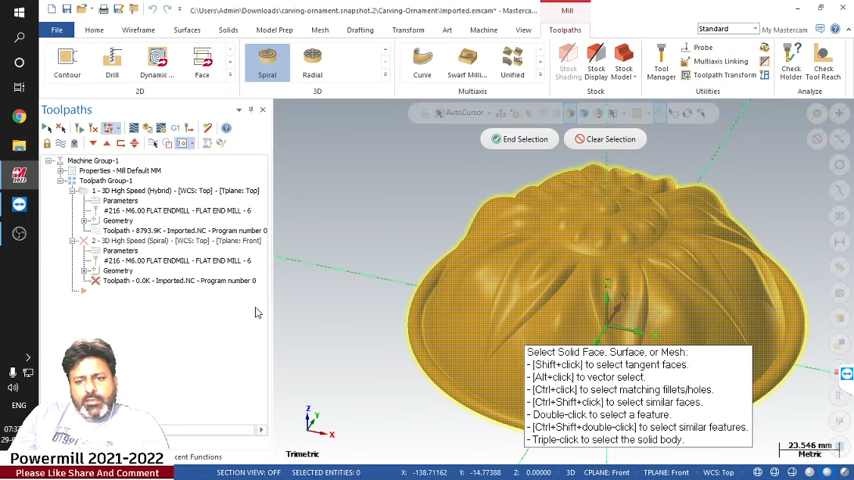 C:\Users\Admin\Downloads\carving-ornament.snapshot.2\Carving-Ornament\Imported.emcam* - Mastercam...
Mill
File
Home
Wireframe
Surfaces
Solids
Model Prep
Mesh
Drafting
Transform
Art
Machine
View
Toolpaths
Standard
My Mastercam
Contour
Drill
Dynamic ...
Face
Spiral
Radial
Curve
Swarf Millin...
Unified
Stock Shading
Stock Display
Stock Model
Tool Manager
Probe
Multiaxis Linking
Toolpath Transform
Check Holder
Check Tool Reach
2D
3D
Multiaxis
Stock
Utilities
Analyze
Toolpaths
AutoCursor
G1
End Selection
Clear Selection
Machine Group-1
Properties - Mill Default MM
Toolpath Group-1
1 - 3D High Speed (Hybrid) - [WCS: Top] - [Tplane: Top]
Parameters
#216 - M6.00 FLAT ENDMILL - FLAT END MILL - 6
Geometry
Toolpath - 8793.9K - Imported.NC - Program number 0
2 - 3D High Speed (Spiral) - [WCS: Top] - [Tplane: Front]
Parameters
#216 - M6.00 FLAT ENDMILL - FLAT END MILL - 6
Geometry
Toolpath - 0.0K - Imported.NC - Program number 0
Z
Y
X
Select Solid Face, Surface, or Mesh:
- [Shift+click] to select tangent faces.
- [Alt+click] to vector select.
- [Ctrl+click] to select matching fillets/holes.
- [Ctrl+Shift+click] to select similar faces.
- Double-click to select a feature.
- [Ctrl+Shift+double-click] to select similar features.
- Triple-click to select the solid body.
Z
Y
X
Trimetric
23.546 mm
Metric
Powermill 2021-2022
Please Like Share And Comment
cent Functions
SECTION VIEW: OFF
SELECTED ENTITIES: 0
X: -138.71162
Y: -14.77388
Z: 0.00000
3D
CPLANE: FRONT
TPLANE: FRONT
WCS: TOP